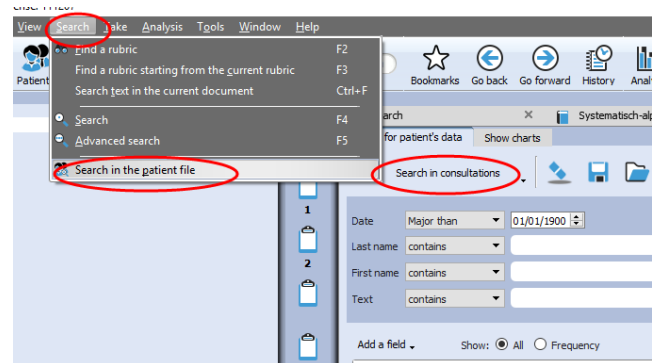 View Search Take Analysis Tools Window Help
Find a rubric F2
Find a rubric starting from the current rubric F3
Search text in the current document Ctrl+F
Search F4
Advanced search F5
Search in the patient file
Patient
Bookmarks Go back Go forward History
Systematisch-alp
for patient's data Show charts
Search in consultations
1
2
Date Major than 01/01/1900
Last name contains
First name contains
Text contains
Add a field Show: All Frequency